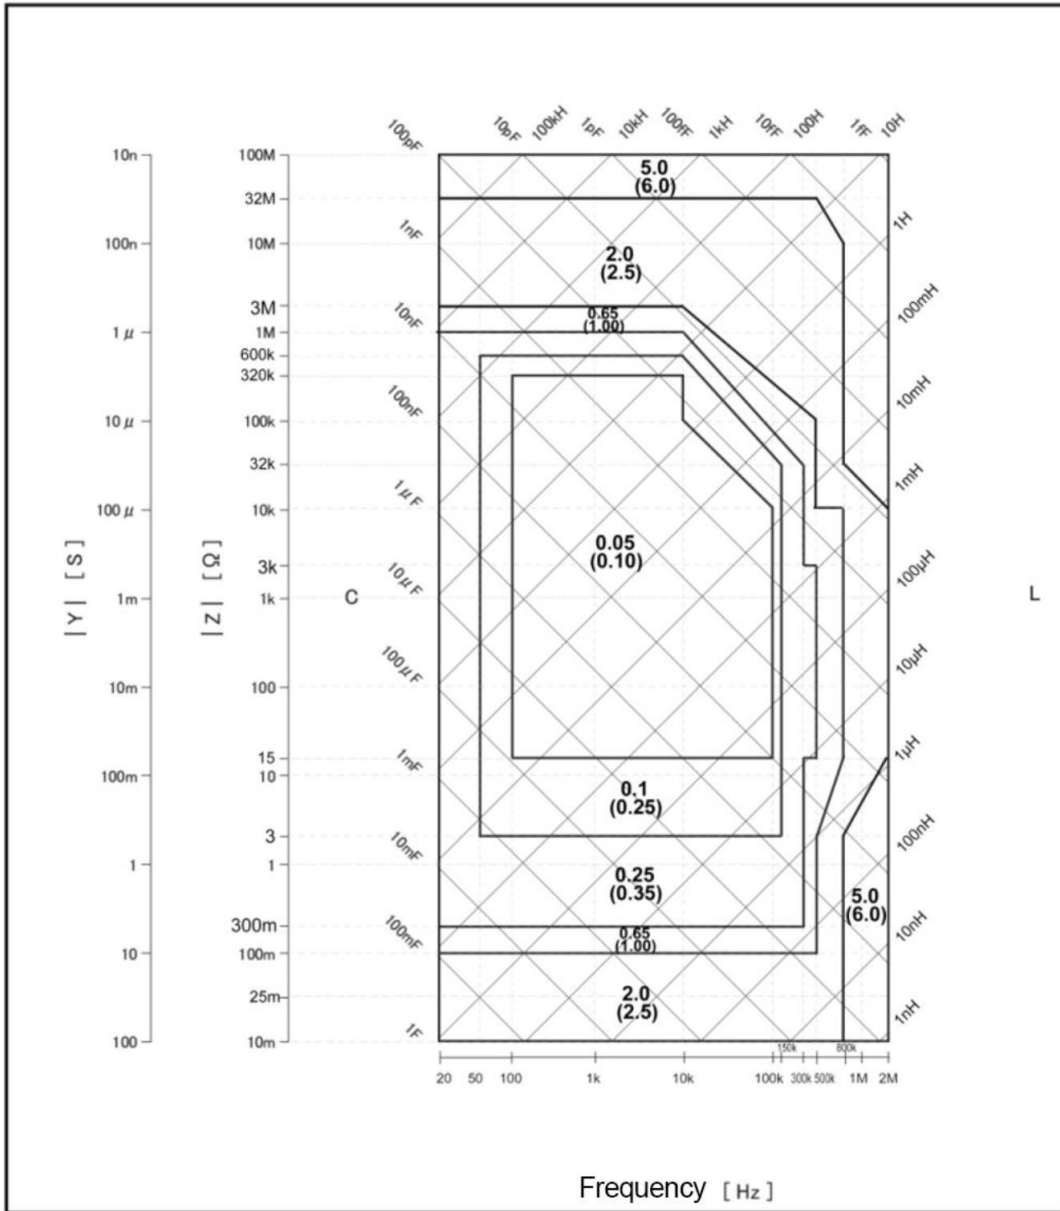 100pF
10pF
100kH
1pF
10kH
100fF
1kH
10fF
100H
1fF
10H
10n
100M
5.0
(6.0)
32M
1nF
1H
100n
10M
2.0
(2.5)
100mH
3M
10nF
0.65
(1.00)
1μ
1M
600k
320k
10mH
100nF
10μ
100k
32k
1mH
1μF
100μ
10k
0.05
(0.10)
3k
10μF
100μH
|Y| [S]
|Z| [Ω]
1m
1k
C
L
100μF
10μH
10m
100
15
1mF
1μH
100m
10
0.1
(0.25)
3
10mF
100nH
1
1
0.25
(0.35)
5.0
(6.0)
300m
100mF
0.65
(1.00)
10nH
10
100m
25m
2.0
(2.5)
1nH
1F
100
10m
150k
800k
20
50
100
1k
10k
100k
300k
500k
1M
2M
Frequency [Hz]